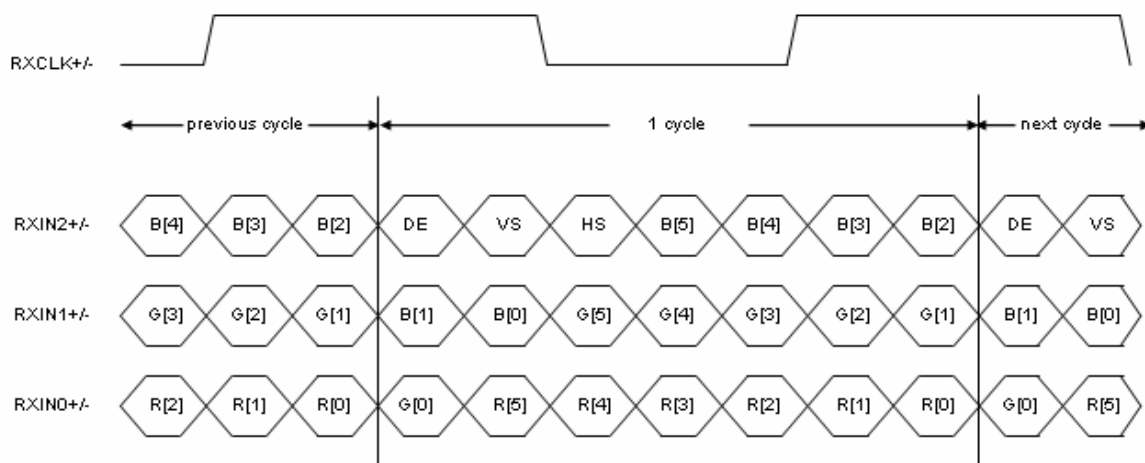 RXCLK+/-
previous cycle 1 cycle next cycle
RXIN2+/- B[4] B[3] B[2] DE VS HS B[5] B[4] B[3] B[2] DE VS
RXIN1+/- G[3] G[2] G[1] B[1] B[0] G[5] G[4] G[3] G[2] G[1] B[1] B[0]
RXIN0+/- R[2] R[1] R[0] G[0] R[5] R[4] R[3] R[2] R[1] R[0] G[0] R[5]